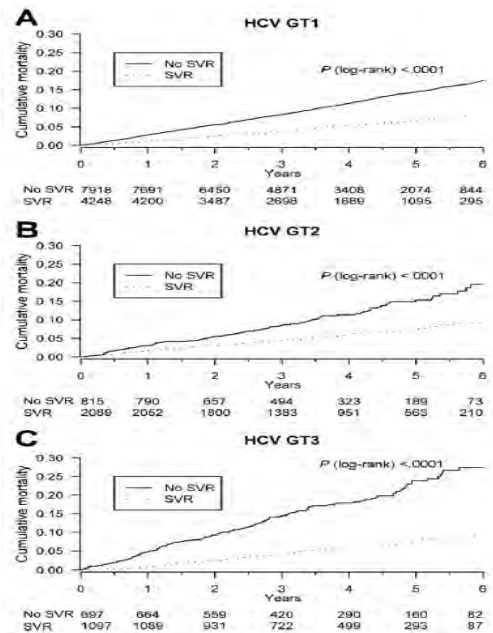 A
HCV GT1
Cumulative mortality
0.30
0.25
0.20
0.15
0.10
0.05
0.00
No SVR
SVR
P (log-rank) <.0001
0 1 2 3 4 5 6
Years
No SVR 7918 7691 6450 4871 3408 2074 844
SVR 4248 4200 3487 2698 1689 1095 295
B
HCV GT2
Cumulative mortality
0.30
0.25
0.20
0.15
0.10
0.05
0.00
No SVR
SVR
P (log-rank) <.0001
0 1 2 3 4 5 6
Years
No SVR 815 790 657 494 323 189 73
SVR 2089 2052 1800 1383 951 563 210
C
HCV GT3
Cumulative mortality
0.30
0.25
0.20
0.15
0.10
0.05
0.00
No SVR
SVR
P (log-rank) <.0001
0 1 2 3 4 5 6
Years
No SVR 697 664 559 420 290 160 82
SVR 1097 1089 931 722 499 293 87